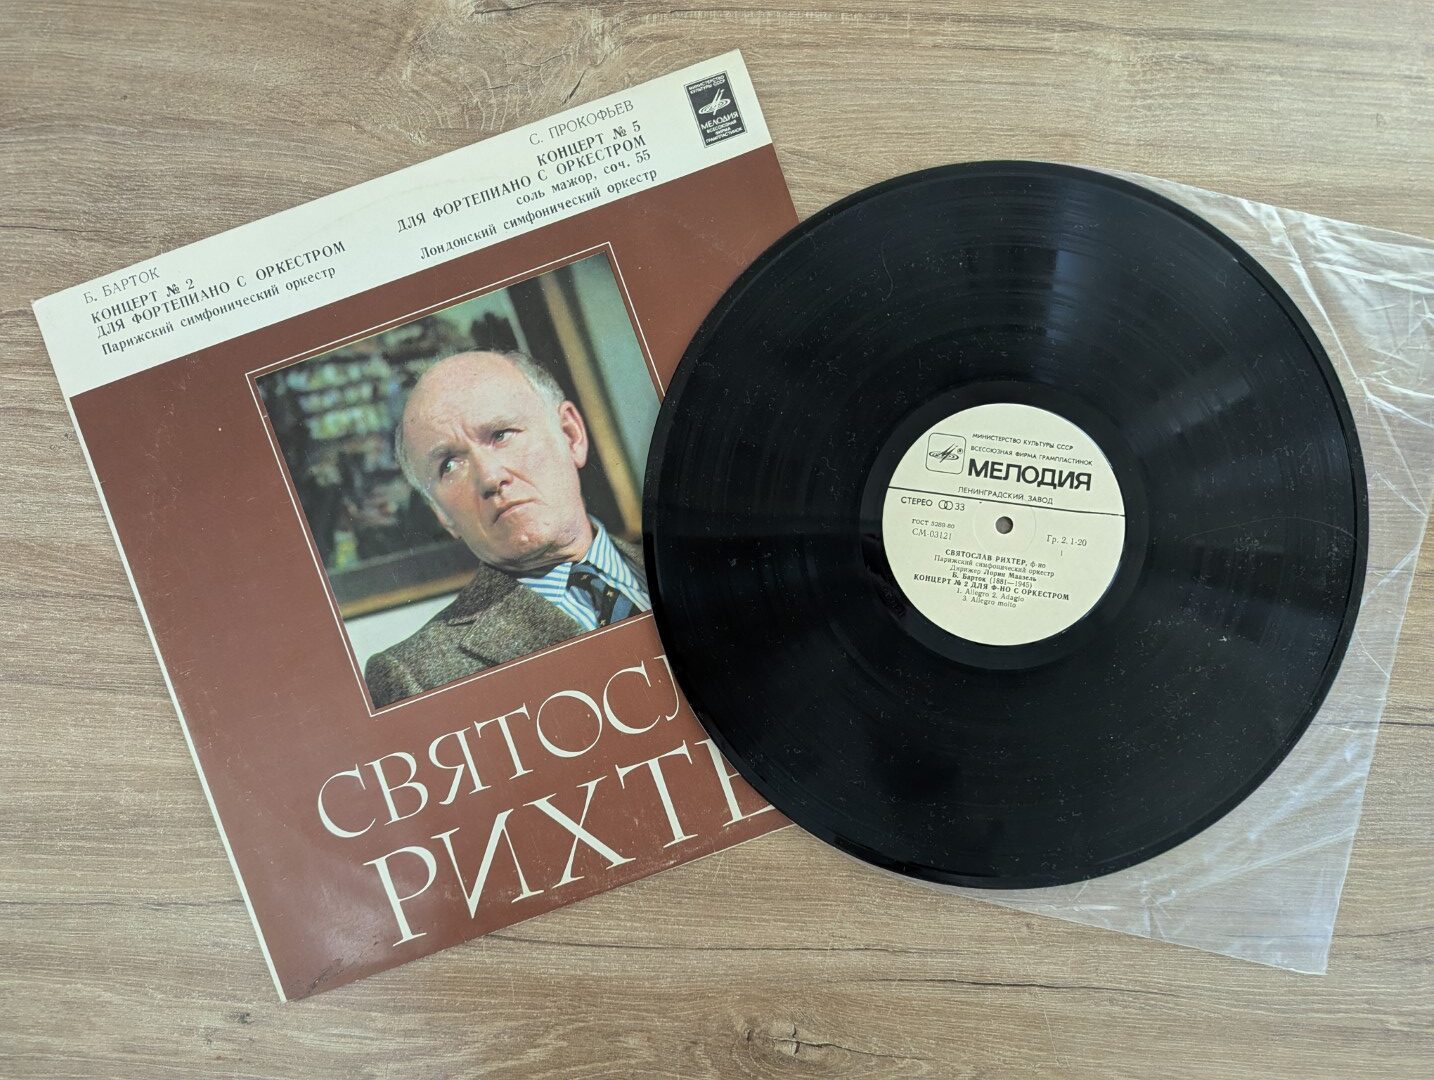 Б. БАРТОК
КОНЦЕРТ № 2
ДЛЯ ФОРТЕПИАНО С ОРКЕСТРОМ
Парижский симфонический оркестр
С. ПРОКОФЬЕВ
КОНЦЕРТ № 5
ДЛЯ ФОРТЕПИАНО С ОРКЕСТРОМ
соль мажор, соч. 55
Лондонский симфонический оркестр
МИНИСТЕРСТВО
КУЛЬТУРЫ СССР
МЕЛОДИЯ
ВСЕСОЮЗНАЯ
ФИРМА
ГРАМПЛАСТИНОК
СВЯТОСЛ
РИХТЕ
МИНИСТЕРСТВО КУЛЬТУРЫ СССР
ВСЕСОЮЗНАЯ ФИРМА ГРАМПЛАСТИНОК
МЕЛОДИЯ
ЛЕНИНГРАДСКИЙ ЗАВОД
СТЕРЕО 33
ГОСТ 5289-80
СМ-03121
Гр. 2. 1-20
1
СВЯТОСЛАВ РИХТЕР, ф-но
Парижский симфонический оркестр
Дирижер Лорин Маазель
Б. Барток (1881—1945)
КОНЦЕРТ № 2 ДЛЯ Ф-НО С ОРКЕСТРОМ
1. Allegro 2. Adagio
3. Allegro molto